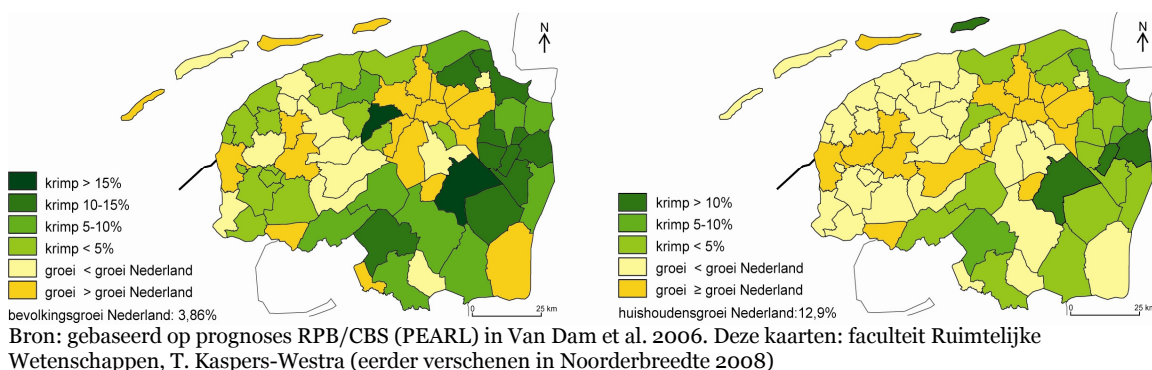 N
krimp > 15%
krimp 10-15%
krimp 5-10%
krimp < 5%
groei < groei Nederland
groei > groei Nederland
bevolkingsgroei Nederland: 3,86%
0 25 km
N
krimp > 10%
krimp 5-10%
krimp < 5%
groei < groei Nederland
groei ≥ groei Nederland
huishoudensgroei Nederland:12,9%
0 25 km
Bron: gebaseerd op prognoses RPB/CBS (PEARL) in Van Dam et al. 2006. Deze kaarten: faculteit Ruimtelijke
Wetenschappen, T. Kaspers-Westra (eerder verschenen in Noorderbreedte 2008)